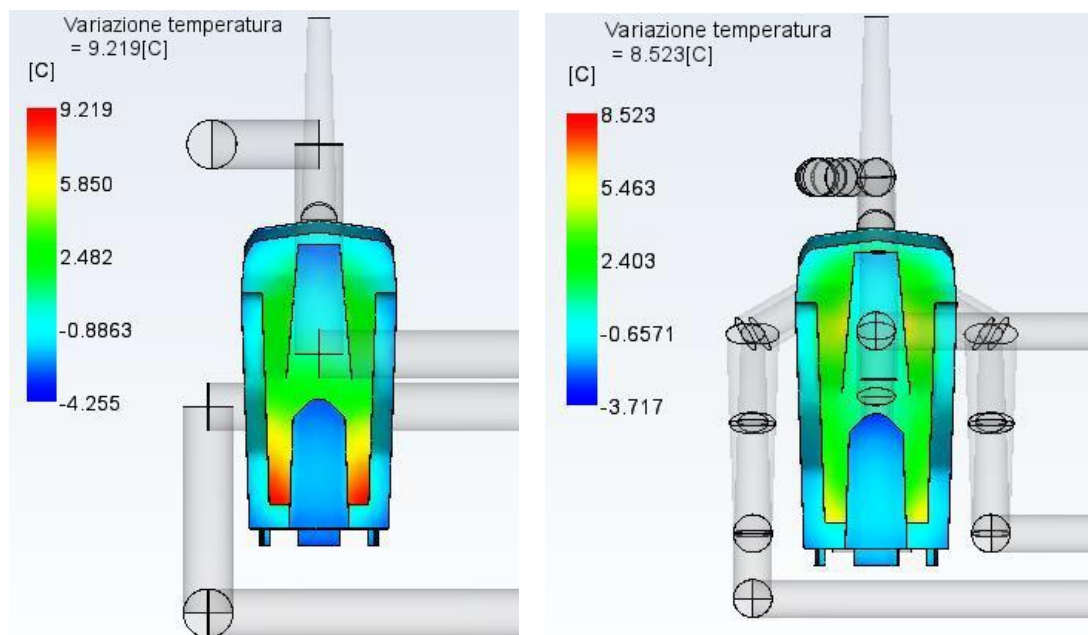 Variazione temperatura
= 9.219[C]
[C]
9.219
5.850
2.482
-0.8863
-4.255
Variazione temperatura
= 8.523[C]
[C]
8.523
5.463
2.403
-0.6571
-3.717